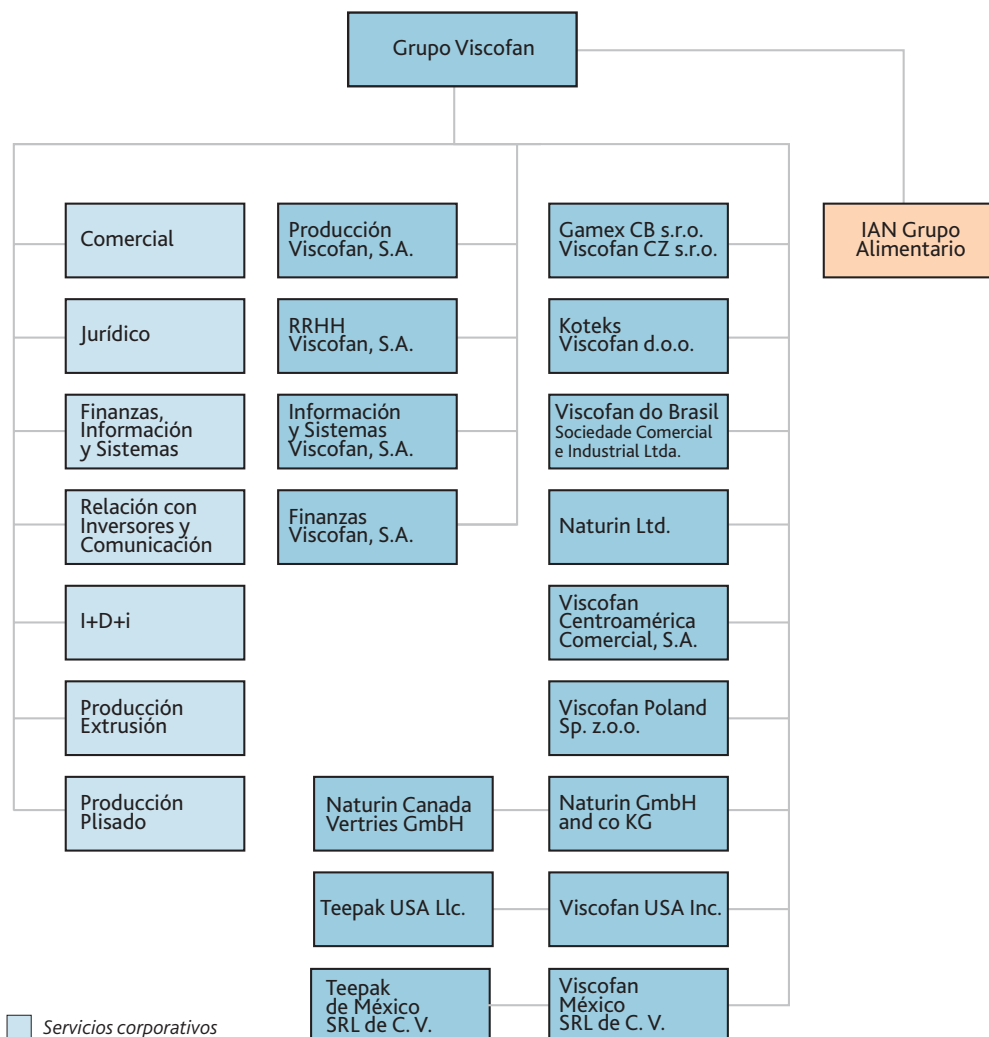 Grupo Viscofan
Comercial
Jurídico
Finanzas,
Información
y Sistemas
Relación con
Inversores y
Comunicación
I+D+i
Producción
Extrusión
Producción
Plisado
Producción
Viscofan, S.A.
RRHH
Viscofan, S.A.
Información
y Sistemas
Viscofan, S.A.
Finanzas
Viscofan, S.A.
Gamex CB s.r.o.
Viscofan CZ s.r.o.
Koteks
Viscofan d.o.o.
Viscofan do Brasil
Sociedade Comercial
e Industrial Ltda.
Naturin Ltd.
Viscofan
Centroamérica
Comercial, S.A.
Viscofan Poland
Sp. z.o.o.
Naturin Canada
Vertries GmbH
Naturin GmbH
and co KG
Teepak USA Llc.
Viscofan USA Inc.
Teepak
de México
SRL de C. V.
Viscofan
México
SRL de C. V.
IAN Grupo
Alimentario
Servicios corporativos